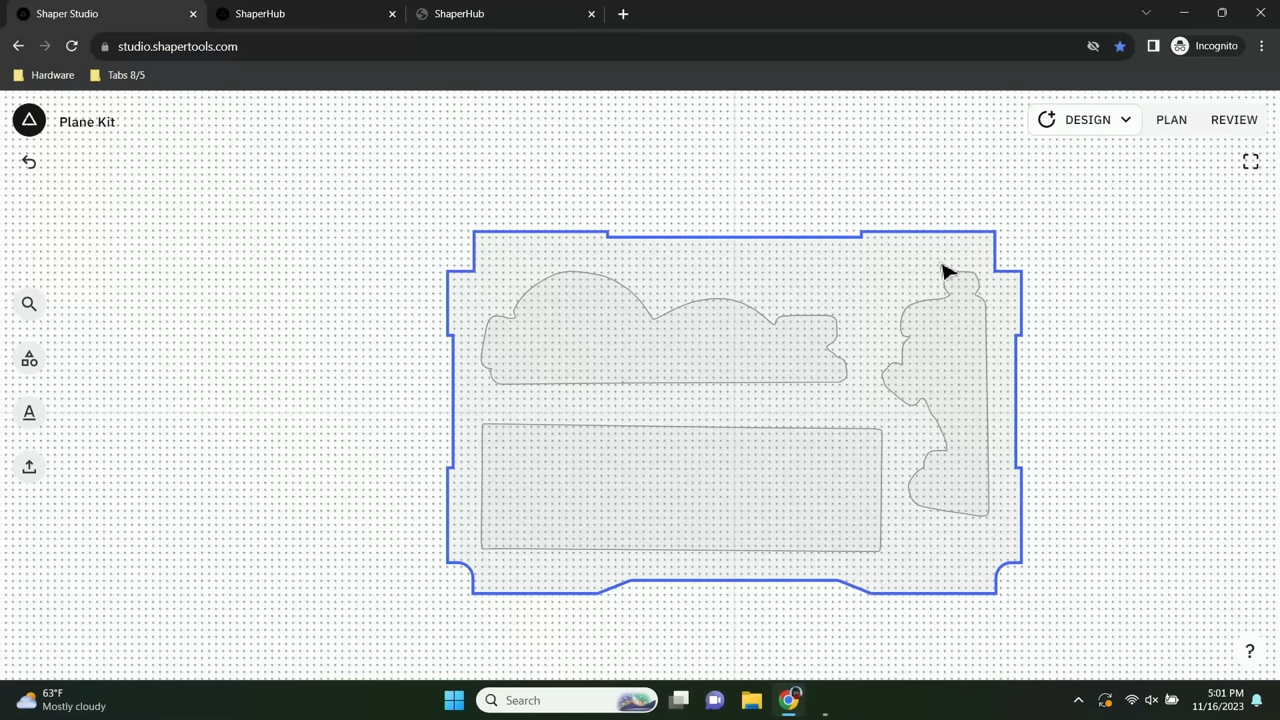 Shaper Studio
ShaperHub
ShaperHub
studio.shapertools.com
Incognito
Hardware
Tabs 8/5
Plane Kit
DESIGN
PLAN
REVIEW
A
?
63°F
Mostly cloudy
Search
5:01 PM
11/16/2023